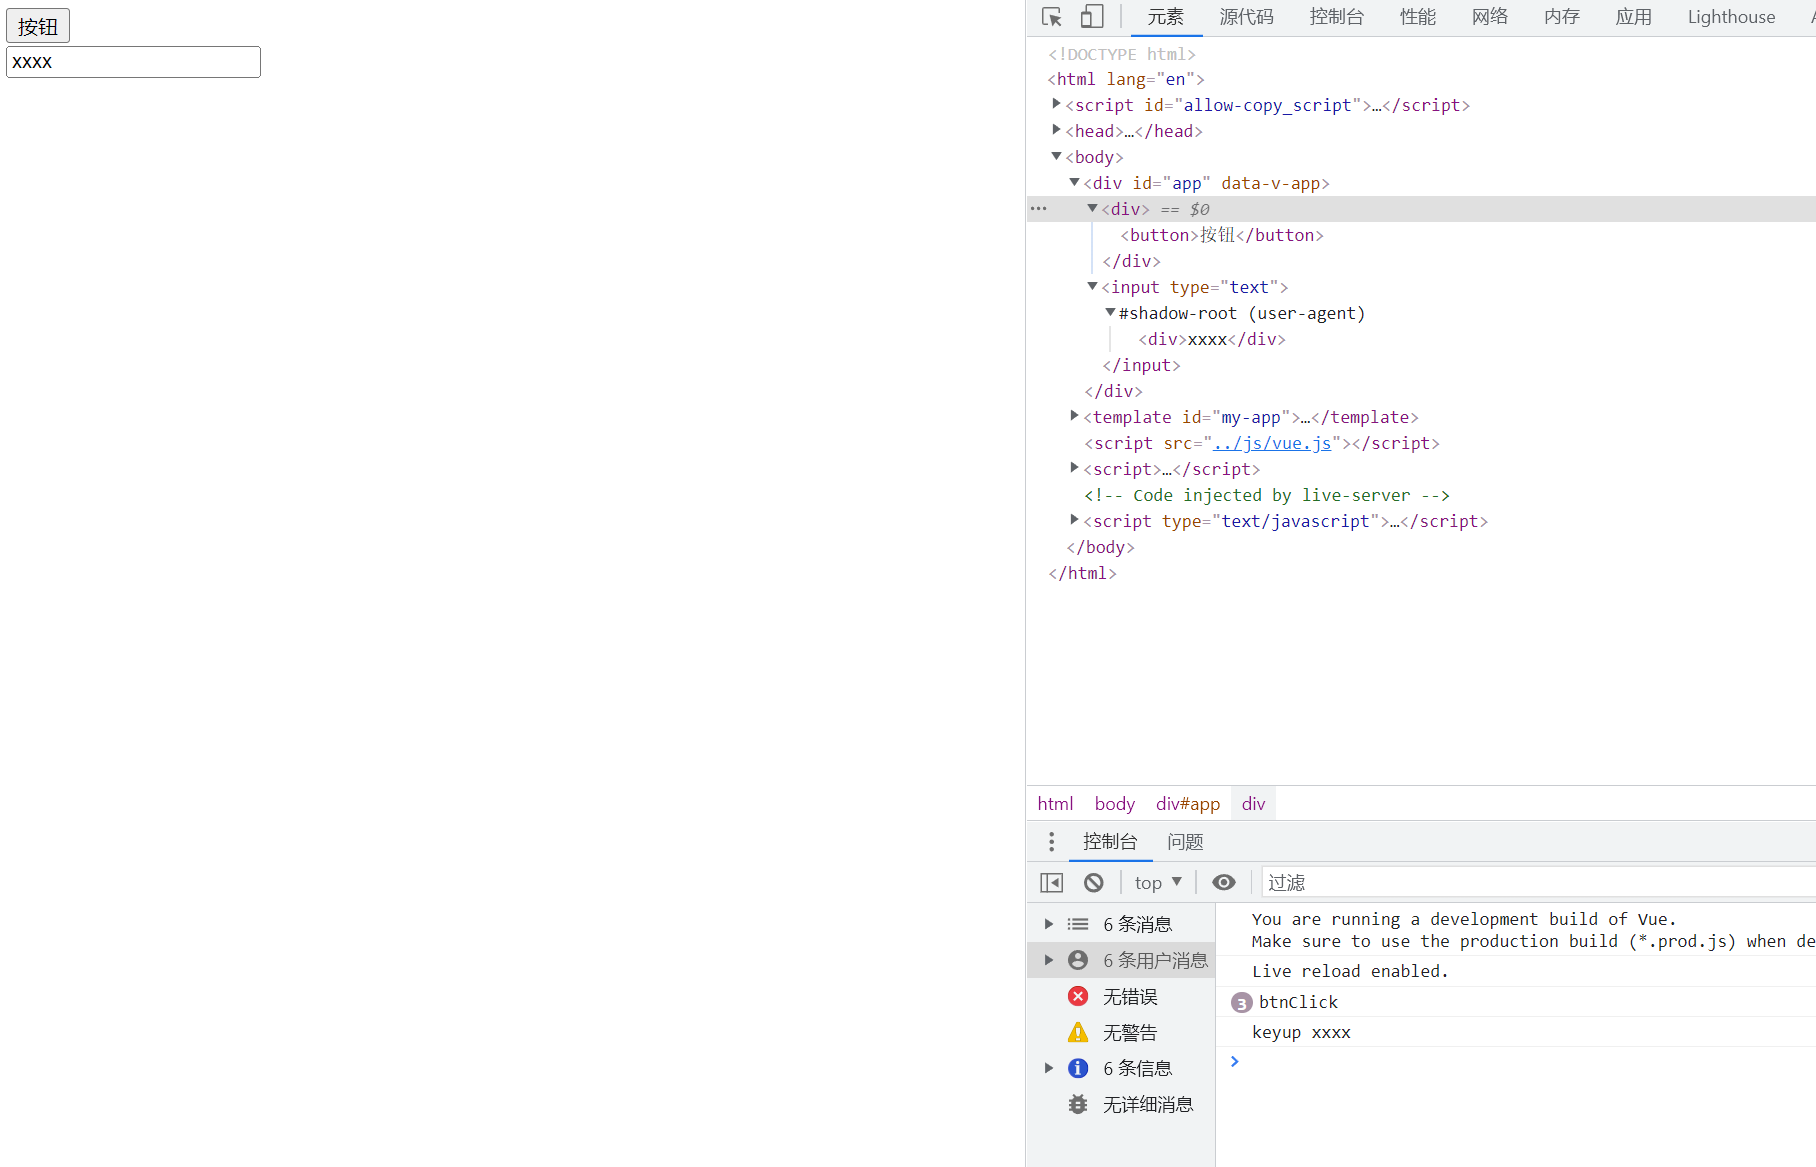 按钮
xxxx
元素 源代码 控制台 性能 网络 内存 应用 Lighthouse
<!DOCTYPE html>
<html lang="en">
<script id="allow-copy_script">…</script>
<head>…</head>
<body>
<div id="app" data-v-app>
<div> == $0
<button>按钮</button>
</div>
<input type="text">
#shadow-root (user-agent)
<div>xxxx</div>
</input>
</div>
<template id="my-app">…</template>
<script src="../js/vue.js"></script>
<script>…</script>
<!-- Code injected by live-server -->
<script type="text/javascript">…</script>
</body>
</html>
html body div#app div
控制台 问题
top 过滤
6 条消息
6 条用户消息
无错误
无警告
6 条信息
无详细消息
You are running a development build of Vue.
Make sure to use the production build (*.prod.js) when de
Live reload enabled.
3 btnClick
keyup xxxx